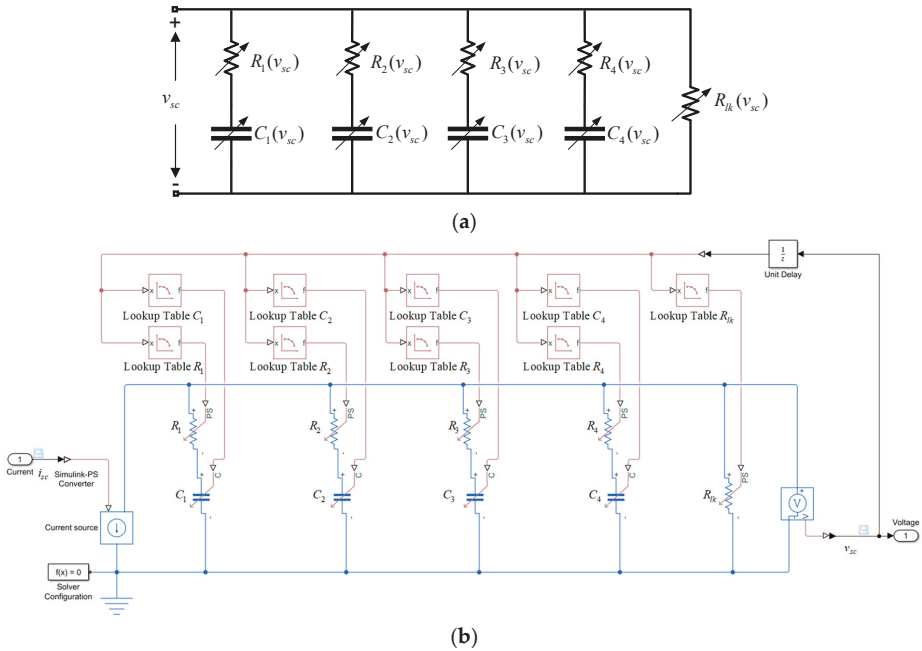 +
R1(vsc) R2(vsc) R3(vsc) R4(vsc)
vsc Rlk(vsc)
C1(vsc) C2(vsc) C3(vsc) C4(vsc)
-
(a)
1/z
Unit Delay
x f x f x f x f x f
Lookup Table C1 Lookup Table C2 Lookup Table C3 Lookup Table C4 Lookup Table Rlk
x f x f x f x f
Lookup Table R1 Lookup Table R2 Lookup Table R3 Lookup Table R4
PS PS PS PS
+ + + + +
R1 R2 R3 R4
- - - -
1 Current isc Simulink-PS Converter
C C C C PS
+ + + + +
C1 C2 C3 C4 Rlk V
- - - - -
V
Current source
Voltage
1
vsc
f(x) = 0
Solver
Configuration
(b)